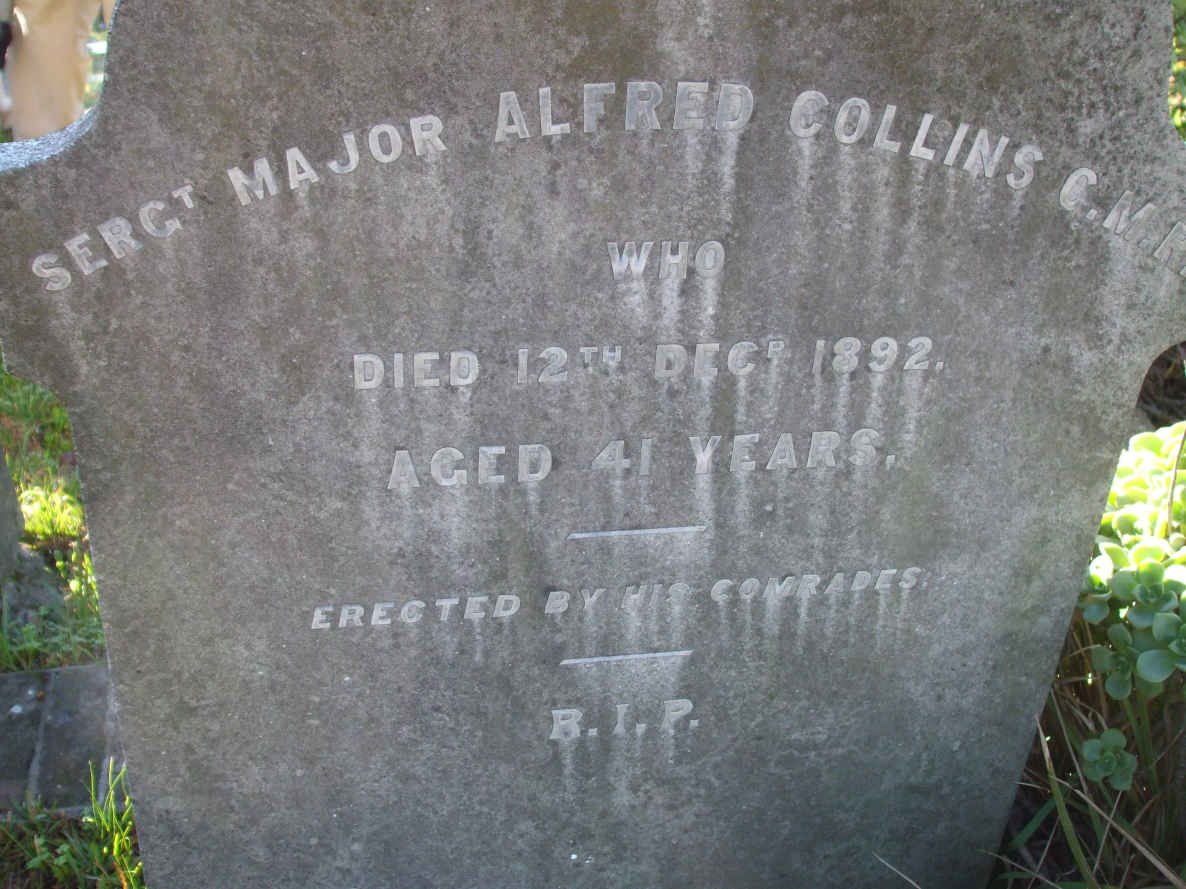 SERGT MAJOR ALFRED COLLINS C.M.R.
WHO
DIED 12TH DECR 1892.
AGED 41 YEARS.
ERECTED BY HIS COMRADES.
R.I.P.